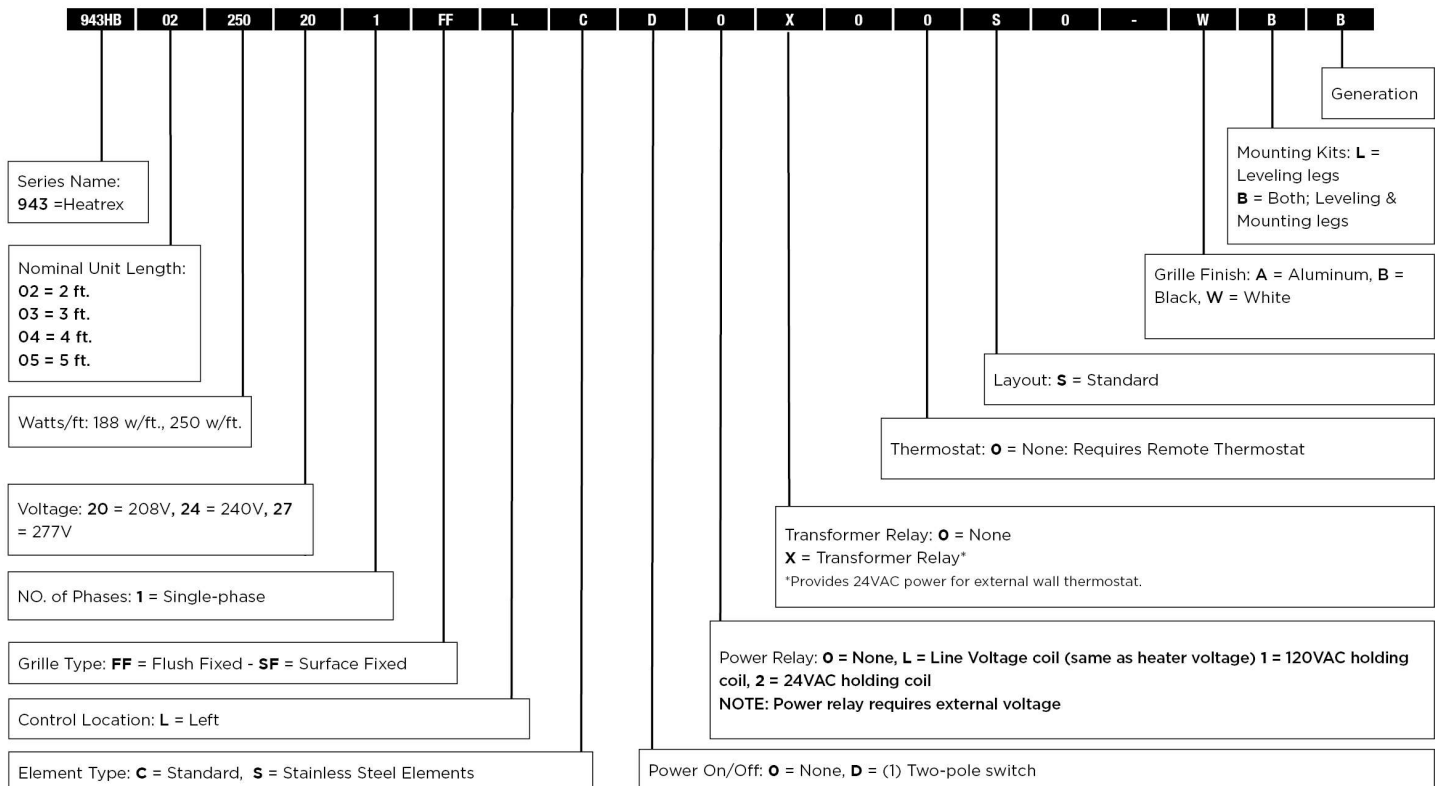 943HB 02 250 20 1 FF L C D 0 X 0 0 S 0 - W B B
Generation
Mounting Kits: L =
Leveling legs
B = Both; Leveling &
Mounting legs
Series Name:
943 =Heatrex
Grille Finish: A = Aluminum, B =
Black, W = White
Nominal Unit Length:
02 = 2 ft.
03 = 3 ft.
04 = 4 ft.
05 = 5 ft.
Layout: S = Standard
Watts/ft: 188 w/ft., 250 w/ft.
Thermostat: 0 = None: Requires Remote Thermostat
Voltage: 20 = 208V, 24 = 240V, 27
= 277V
Transformer Relay: 0 = None
X = Transformer Relay*
*Provides 24VAC power for external wall thermostat.
NO. of Phases: 1 = Single-phase
Grille Type: FF = Flush Fixed - SF = Surface Fixed
Power Relay: 0 = None, L = Line Voltage coil (same as heater voltage) 1 = 120VAC holding
coil, 2 = 24VAC holding coil
NOTE: Power relay requires external voltage
Control Location: L = Left
Element Type: C = Standard, S = Stainless Steel Elements
Power On/Off: 0 = None, D = (1) Two-pole switch